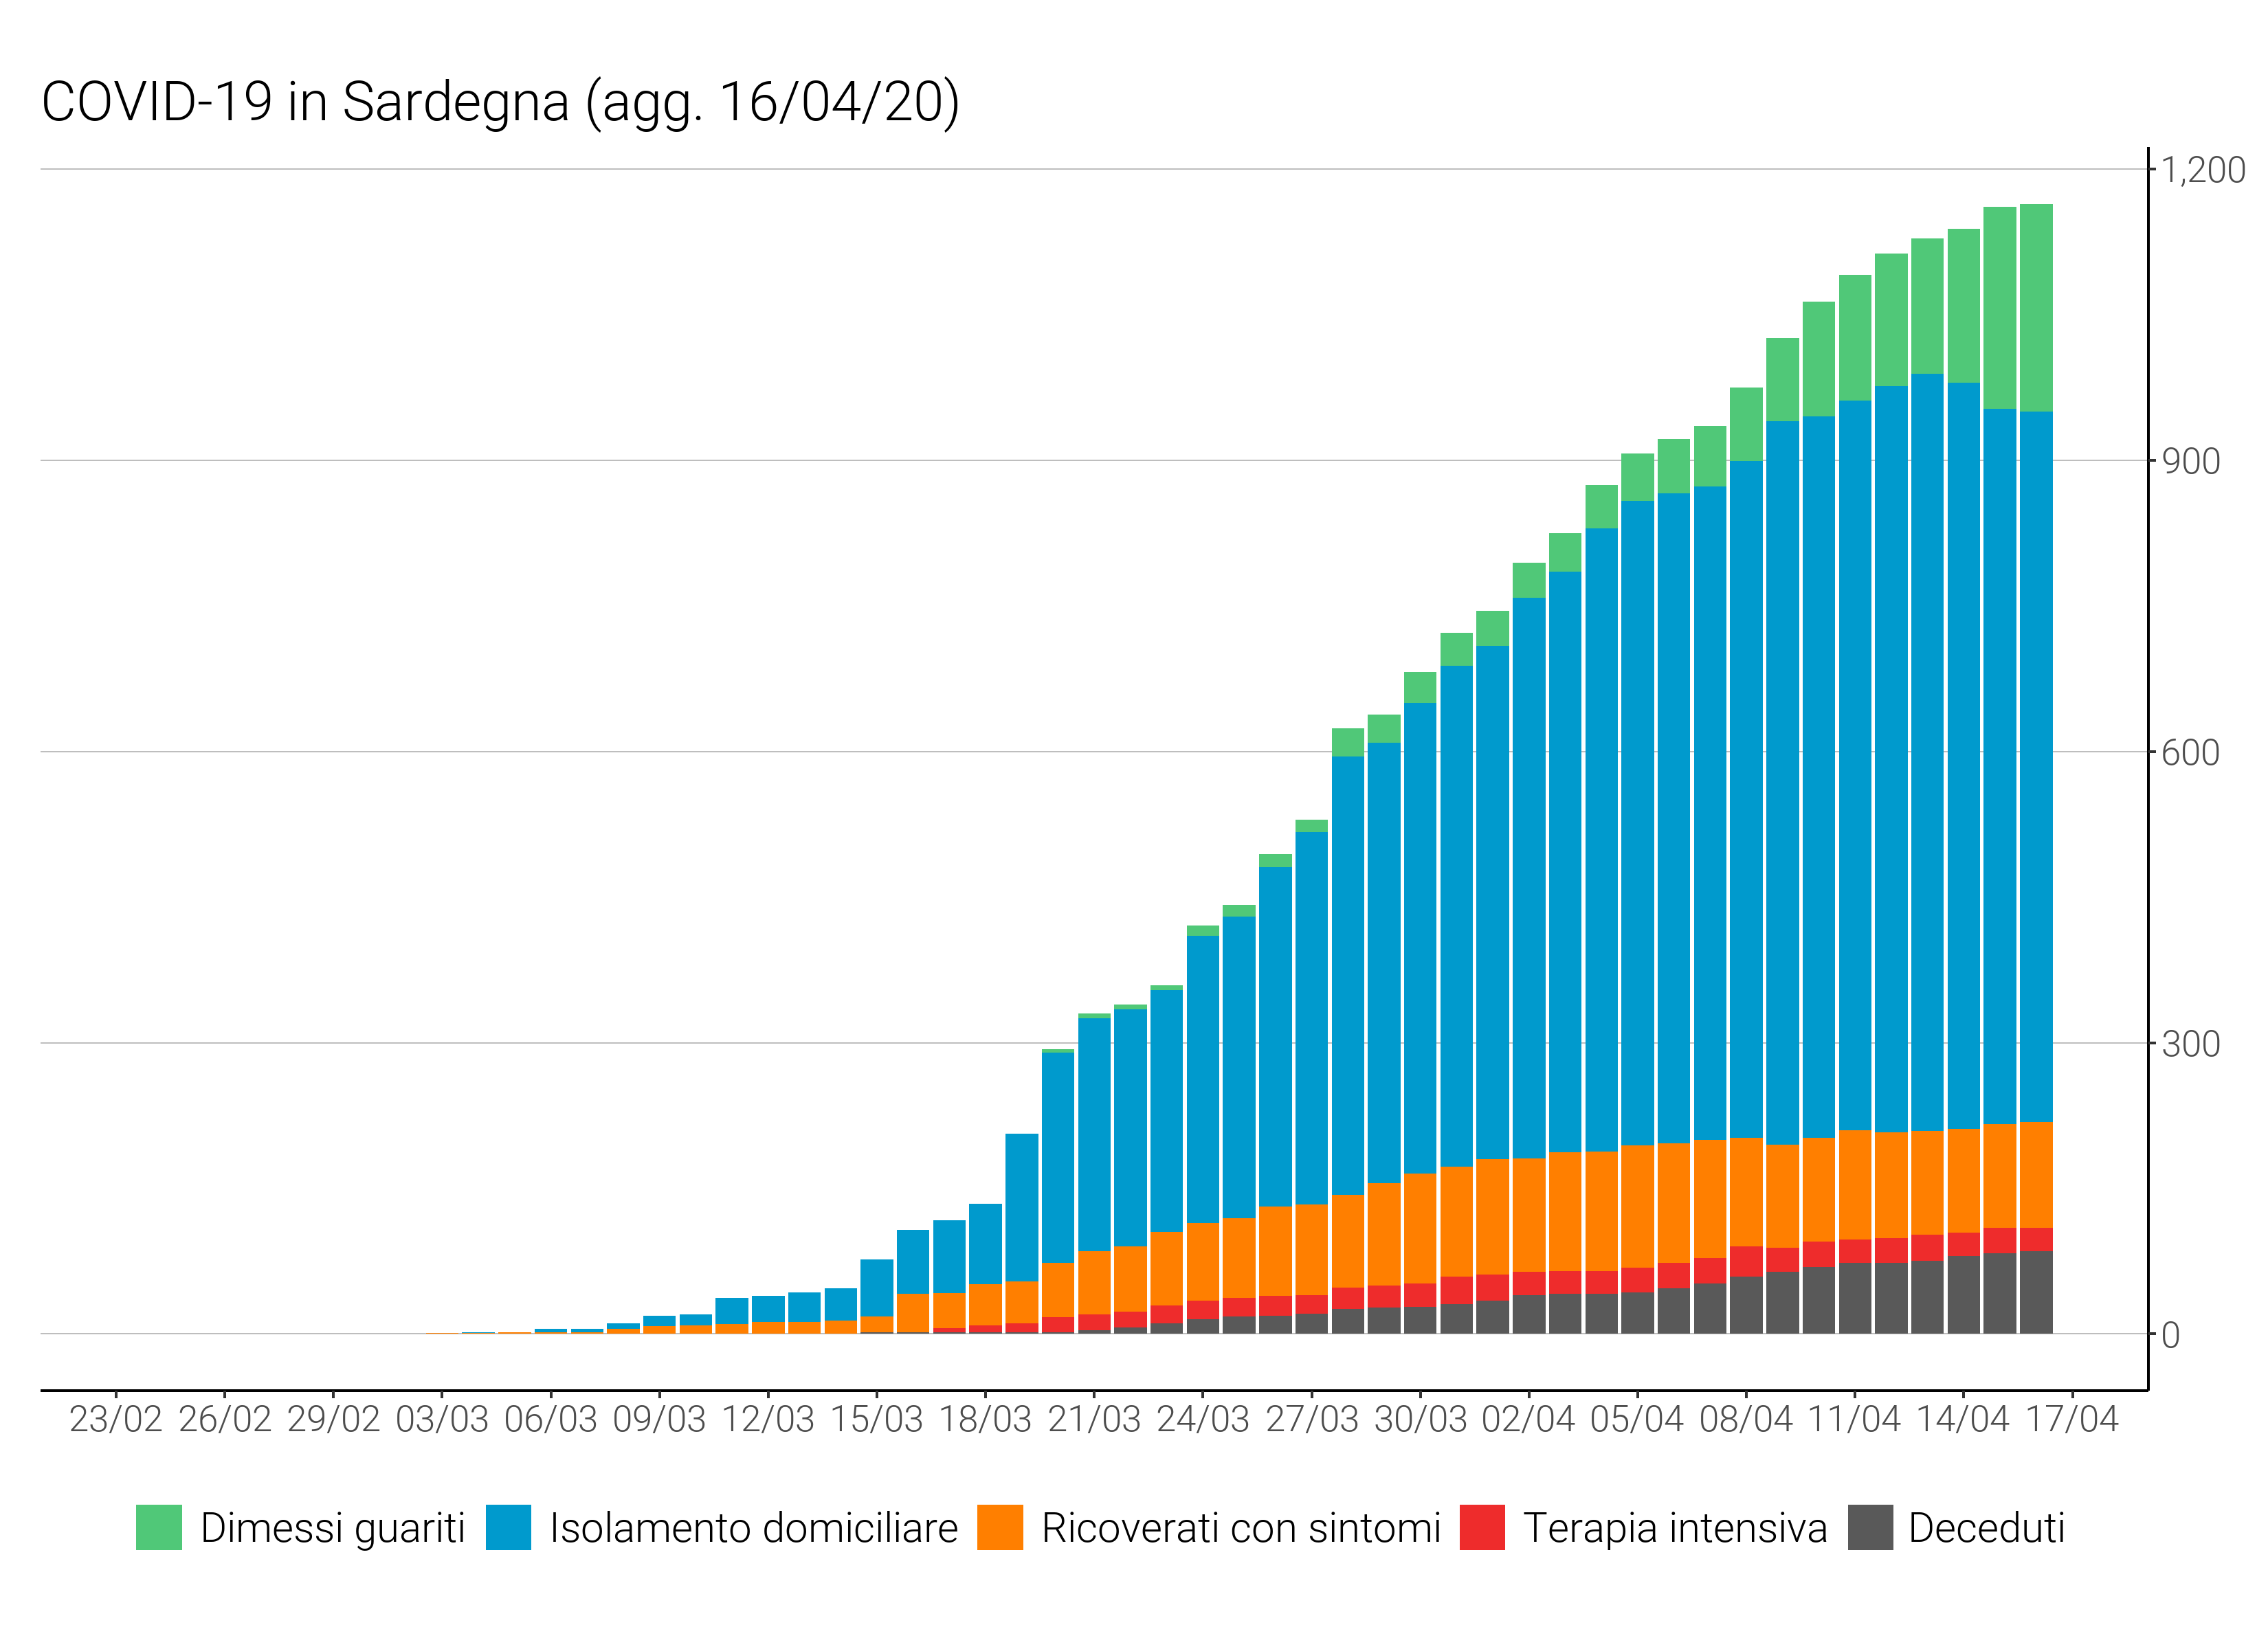 COVID-19 in Sardegna (agg. 16/04/20)
1,200
900
600
300
0
23/02 26/02 29/02 03/03 06/03 09/03 12/03 15/03 18/03 21/03 24/03 27/03 30/03 02/04 05/04 08/04 11/04 14/04 17/04
Dimessi guariti Isolamento domiciliare Ricoverati con sintomi Terapia intensiva Deceduti